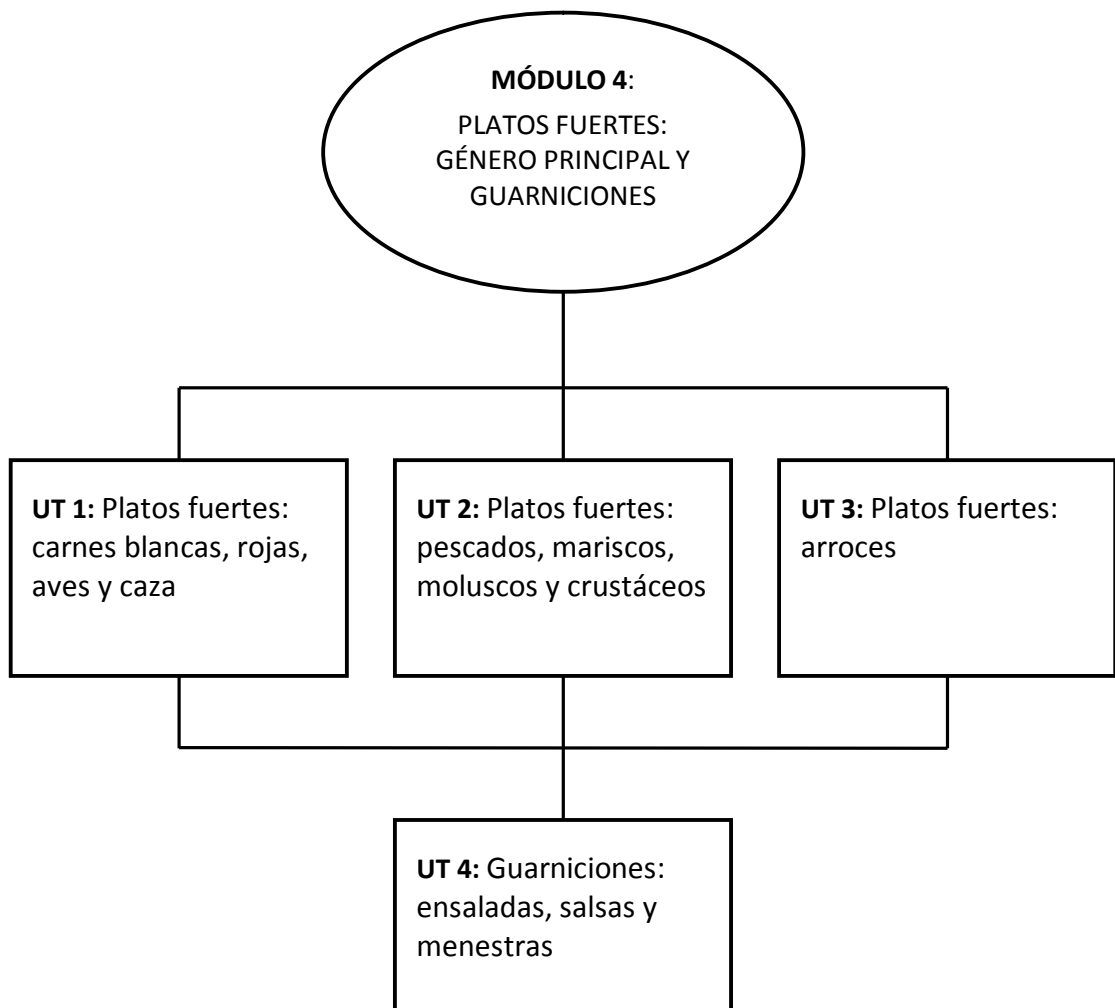 MÓDULO 4:
PLATOS FUERTES:
GÉNERO PRINCIPAL Y
GUARNICIONES
UT 1: Platos fuertes:
carnes blancas, rojas,
aves y caza
UT 2: Platos fuertes:
pescados, mariscos,
moluscos y crustáceos
UT 3: Platos fuertes:
arroces
UT 4: Guarniciones:
ensaladas, salsas y
menestras